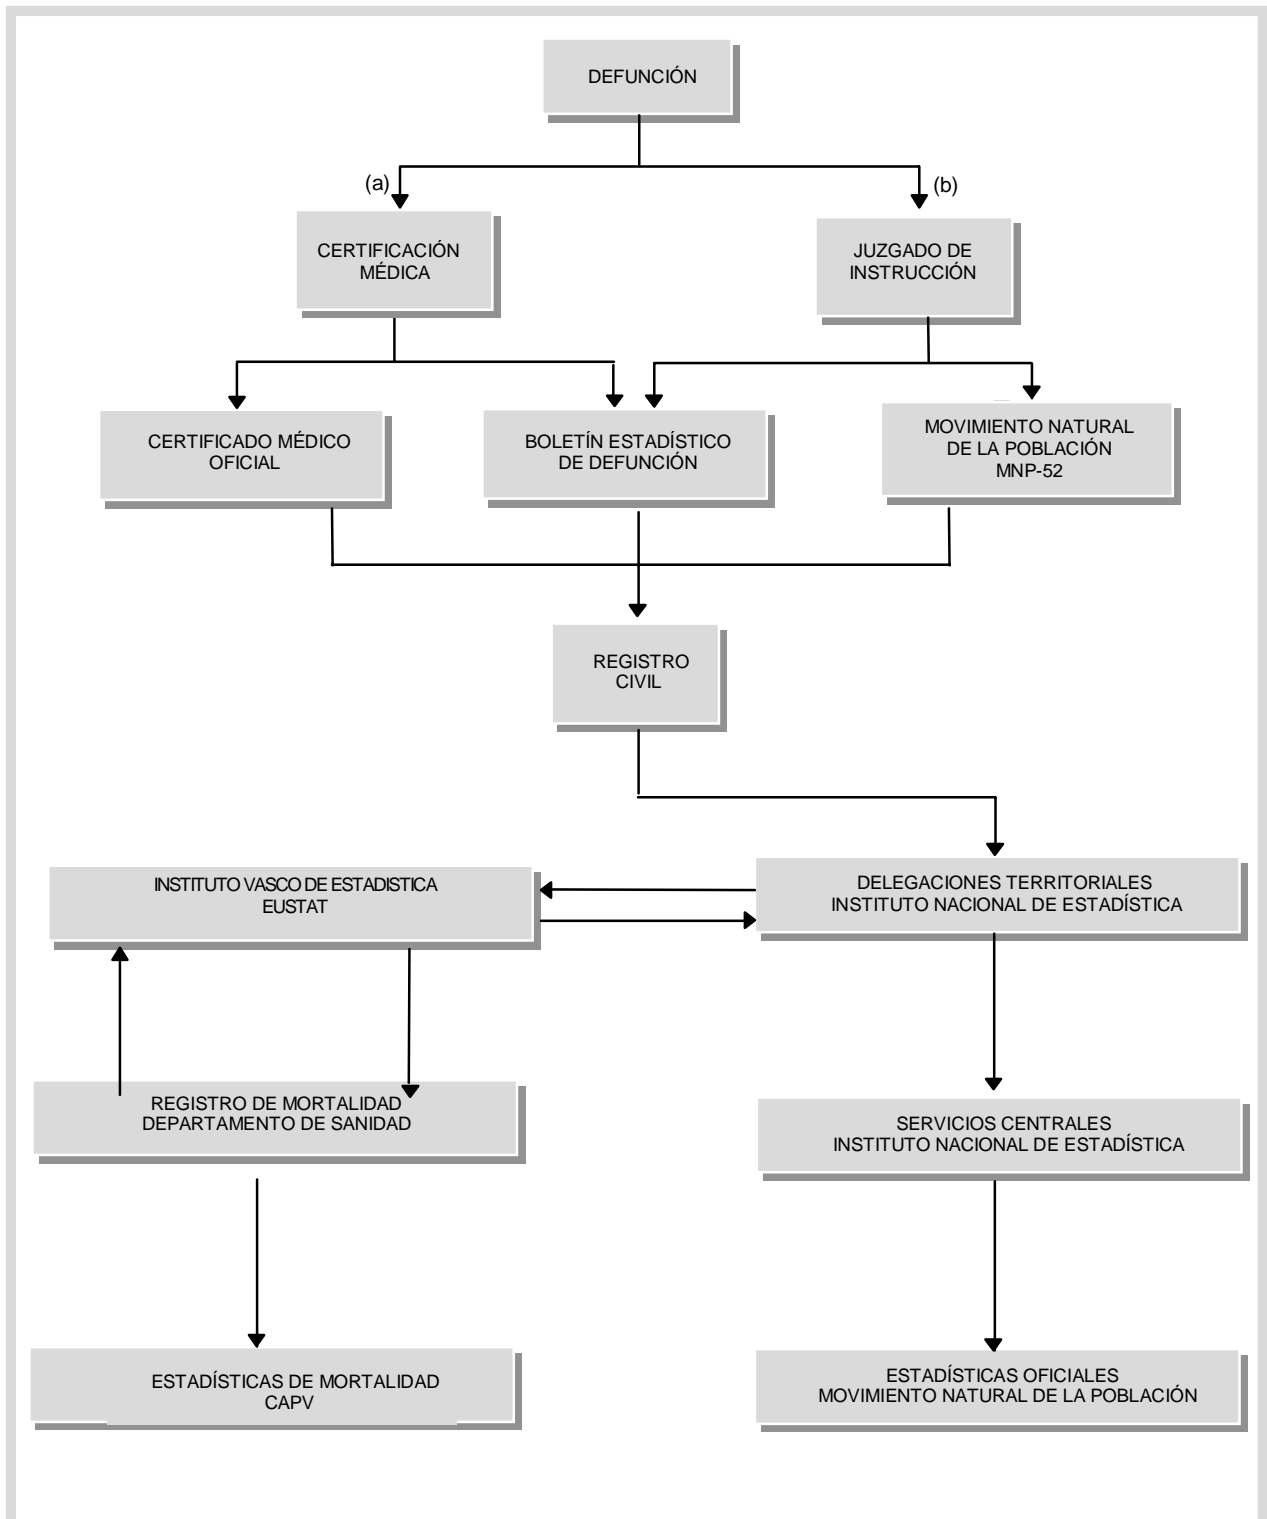 DEFUNCIÓN
(a)
(b)
CERTIFICACIÓN
MÉDICA
JUZGADO DE
INSTRUCCIÓN
CERTIFICADO MÉDICO
OFICIAL
BOLETÍN ESTADÍSTICO
DE DEFUNCIÓN
MOVIMIENTO NATURAL
DE LA POBLACIÓN
MNP-52
REGISTRO
CIVIL
INSTITUTO VASCO DE ESTADISTICA
EUSTAT
DELEGACIONES TERRITORIALES
INSTITUTO NACIONAL DE ESTADÍSTICA
REGISTRO DE MORTALIDAD
DEPARTAMENTO DE SANIDAD
SERVICIOS CENTRALES
INSTITUTO NACIONAL DE ESTADÍSTICA
ESTADÍSTICAS DE MORTALIDAD
CAPV
ESTADÍSTICAS OFICIALES
MOVIMIENTO NATURAL DE LA POBLACIÓN